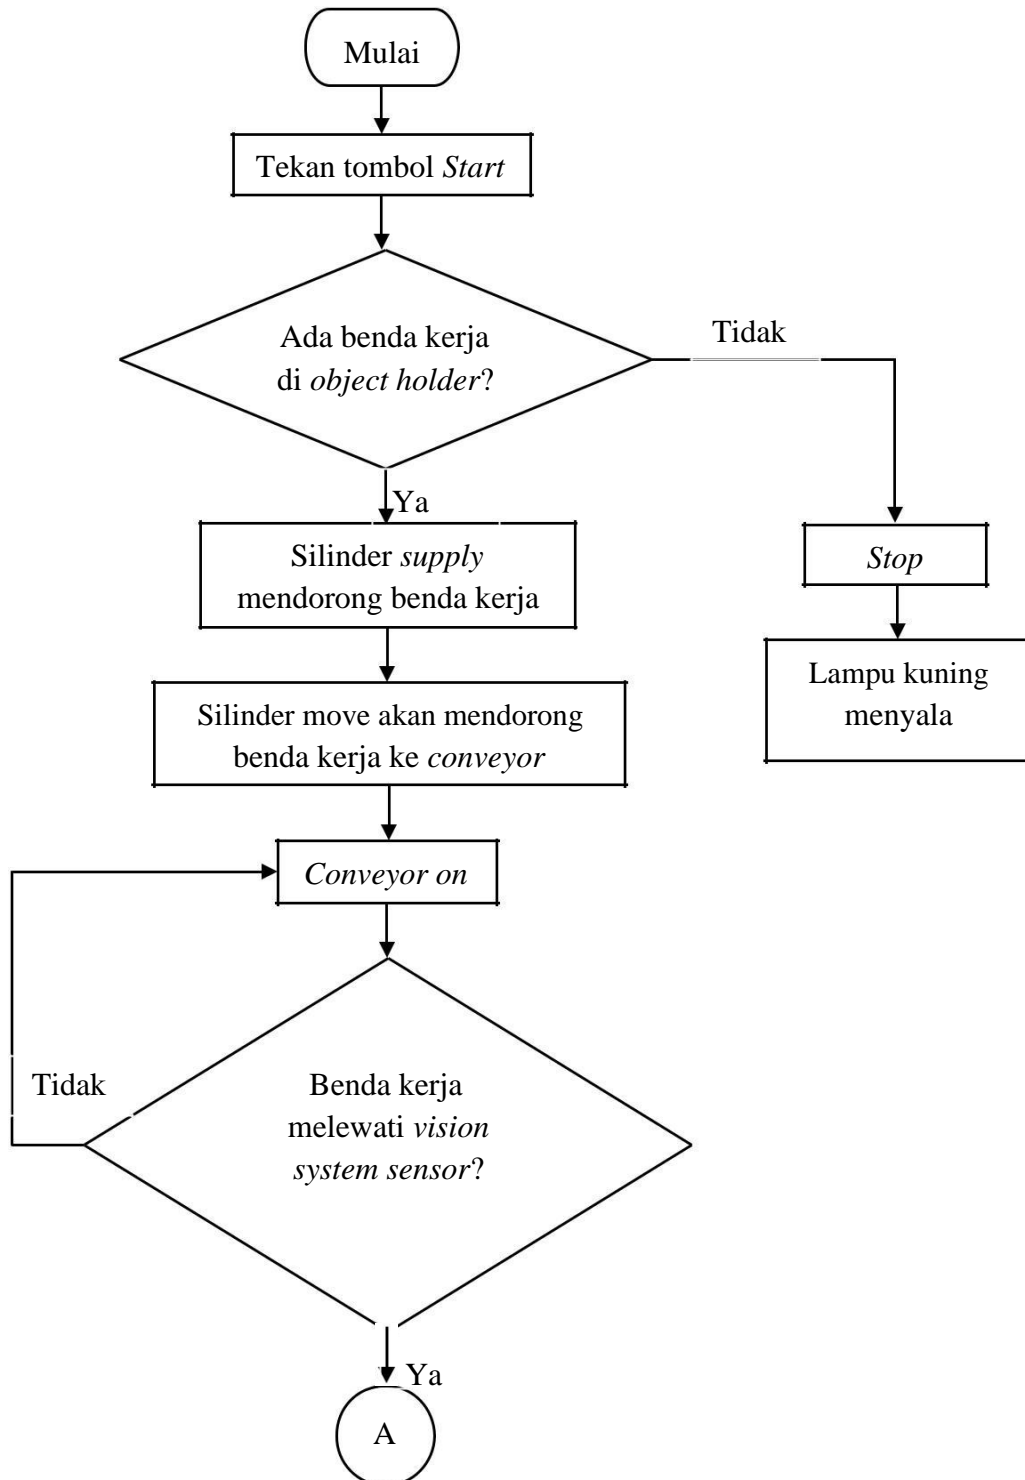 Mulai
Tekan tombol Start
Ada benda kerja
di object holder?
Tidak
Ya
Silinder supply
mendorong benda kerja
Stop
Lampu kuning
menyala
Silinder move akan mendorong
benda kerja ke conveyor
Conveyor on
Tidak
Benda kerja
melewati vision
system sensor?
Ya
A